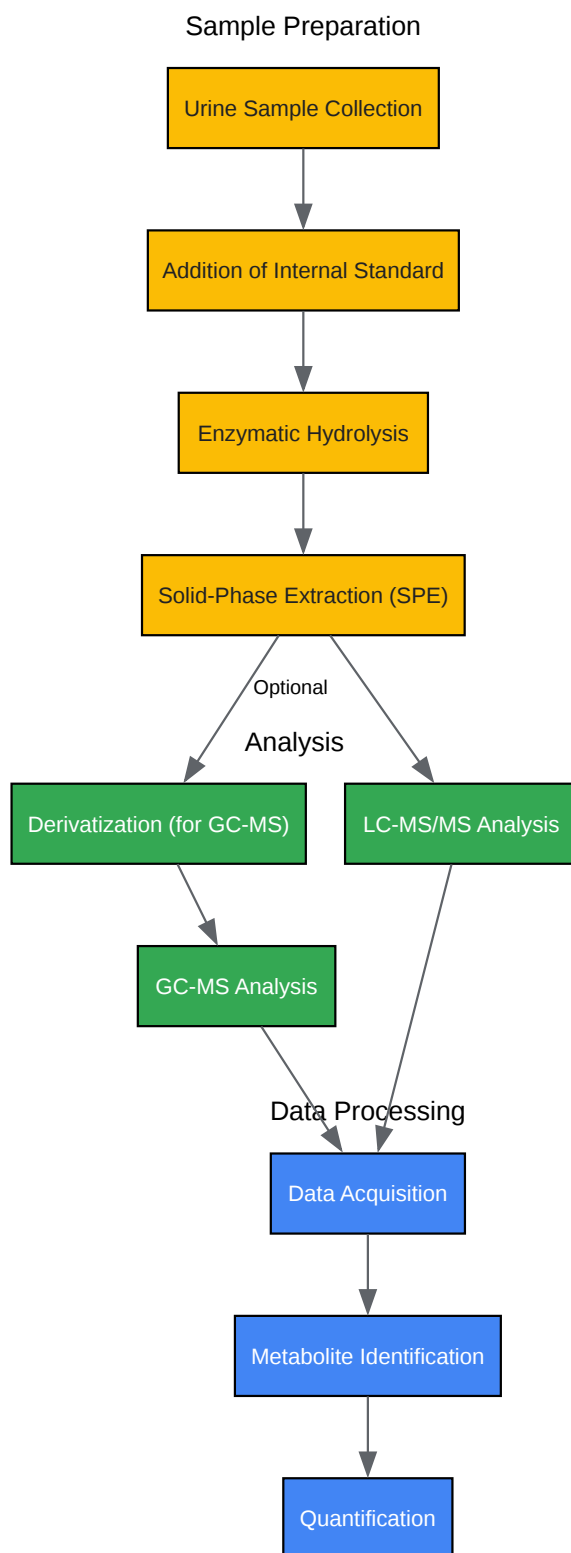 Sample Preparation
Urine Sample Collection
Addition of Internal Standard
Enzymatic Hydrolysis
Solid-Phase Extraction (SPE)
Optional
Analysis
Derivatization (for GC-MS)
LC-MS/MS Analysis
GC-MS Analysis
Data Processing
Data Acquisition
Metabolite Identification
Quantification